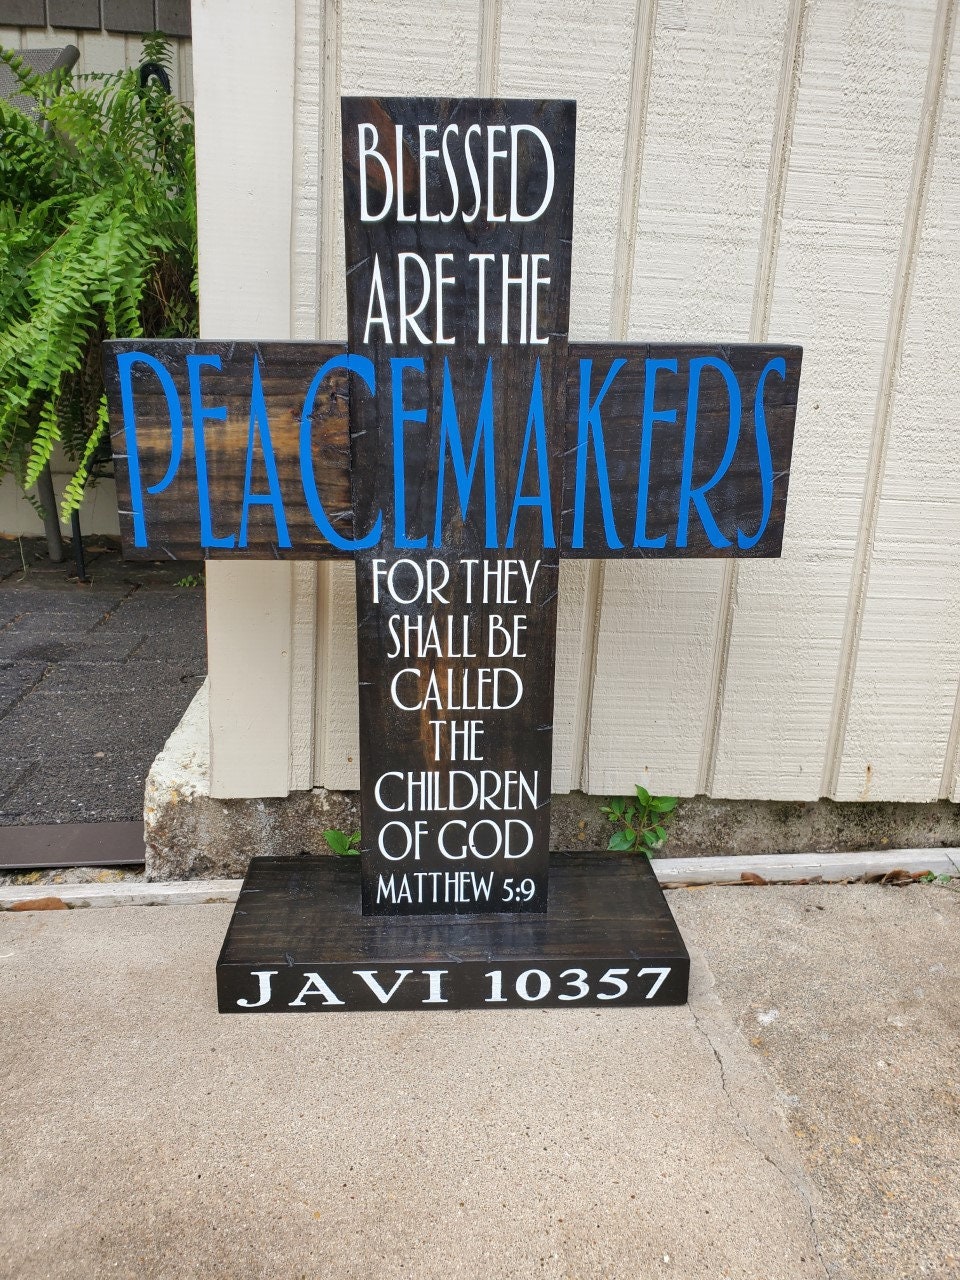 BLESSED
ARE THE
PEACEMAKERS
FOR THEY
SHALL BE
CALLED
THE
CHILDREN
OF GOD
MATTHEW 5:9
JAVI 10357